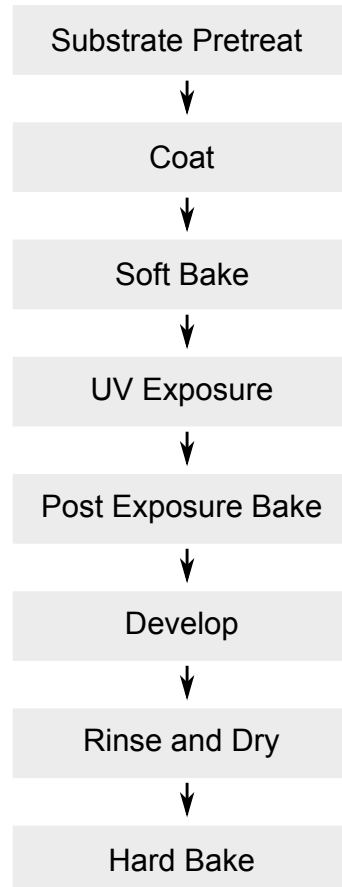 Substrate Pretreat
Coat
Soft Bake
UV Exposure
Post Exposure Bake
Develop
Rinse and Dry
Hard Bake